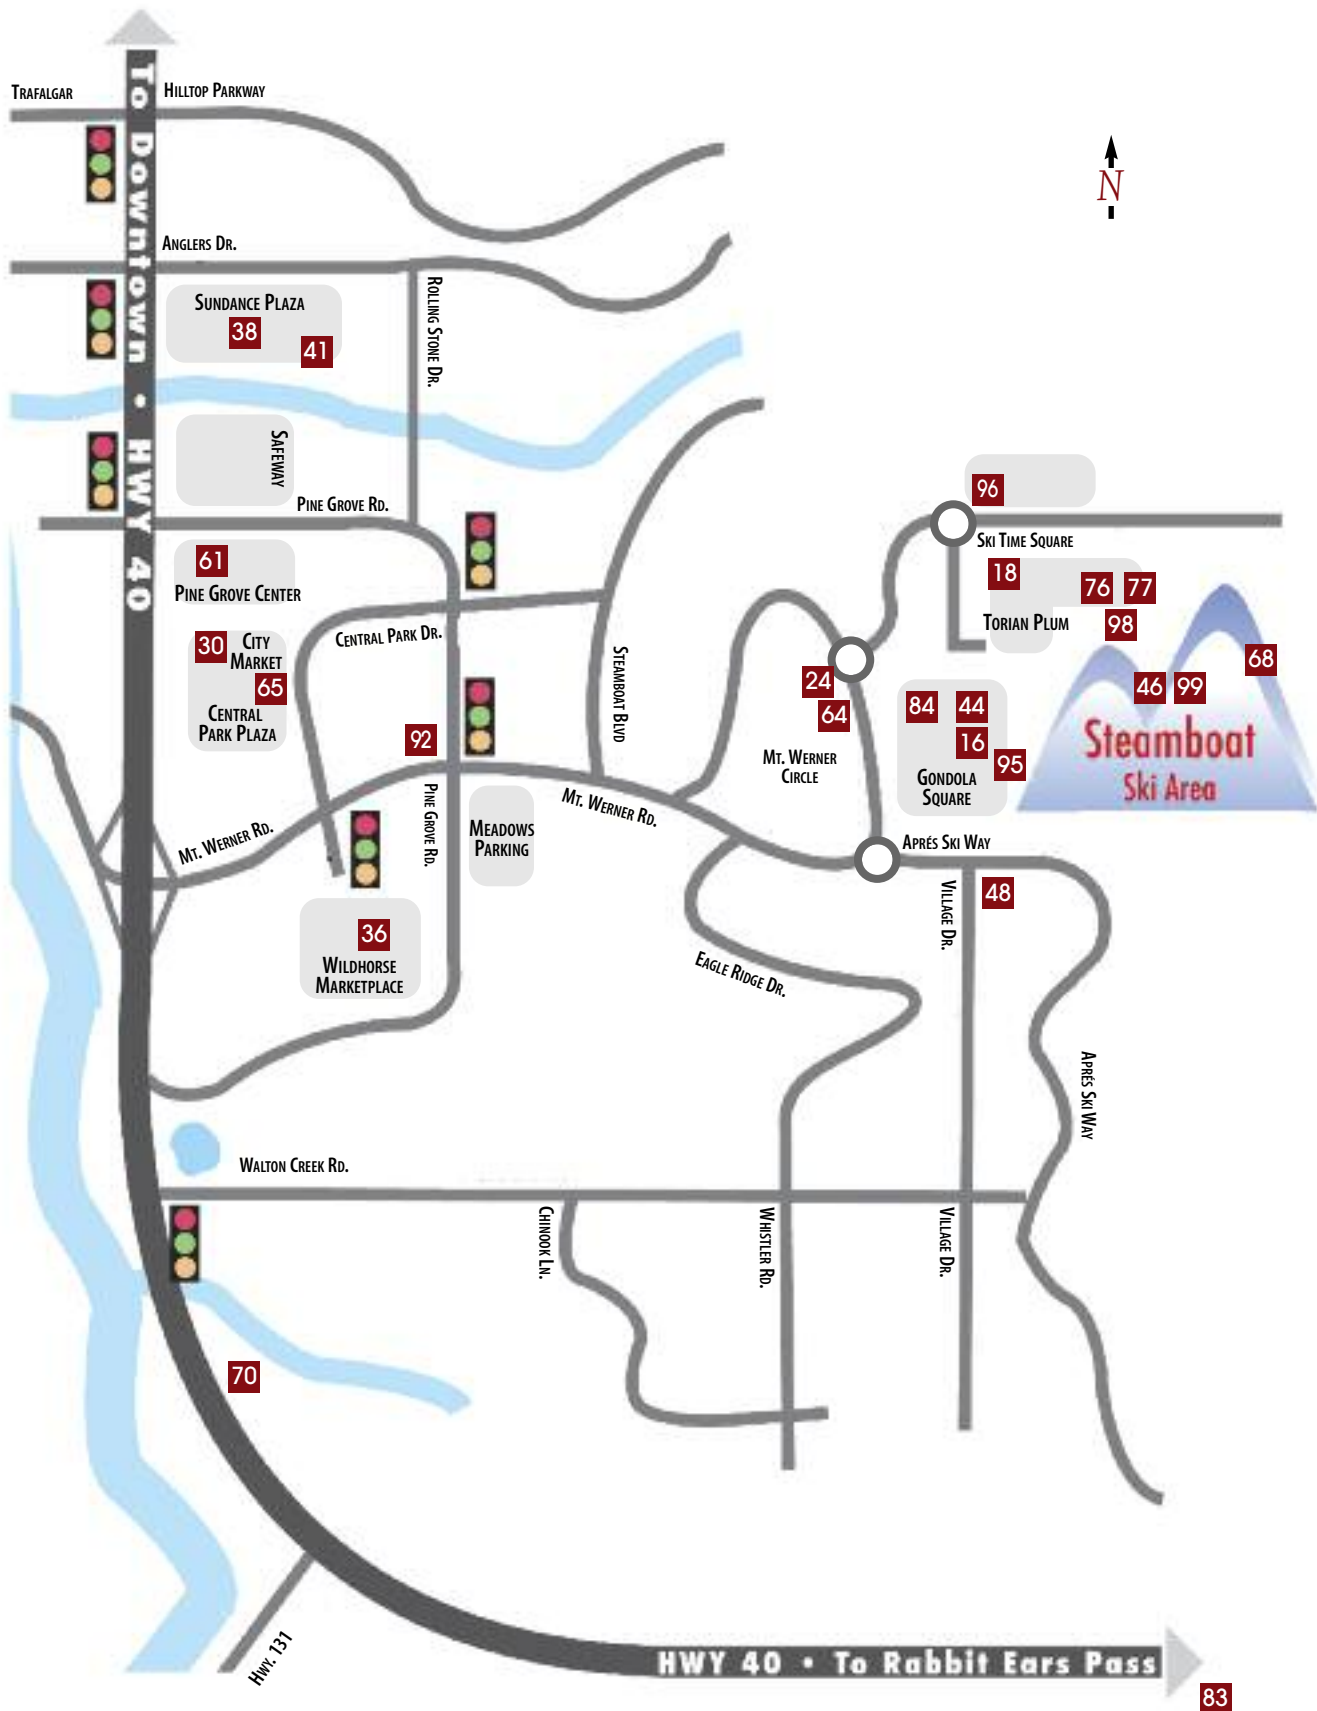 TRAFALGAR
HILLTOP PARKWAY
To Downtown • HWY 40
N
ANGLERS DR.
SUNDANCE PLAZA
38
41
ROLLING STONE DR.
SAFEWAY
PINE GROVE RD.
96
SKI TIME SQUARE
61
PINE GROVE CENTER
18
76
77
TORIAN PLUM
98
30
CITY
MARKET
65
CENTRAL
PARK PLAZA
CENTRAL PARK DR.
STEAMBOAT BLVD
24
64
MT. WERNER
CIRCLE
84
44
16
95
GONDOLA
SQUARE
46
99
68
Steamboat
Ski Area
92
MT. WERNER RD.
MT. WERNER RD.
PINE GROVE RD.
MEADOWS
PARKING
APRÉS SKI WAY
VILLAGE DR.
48
36
WILDHORSE
MARKETPLACE
EAGLE RIDGE DR.
APRÉS SKI WAY
WALTON CREEK RD.
CHINOOK LN.
WHISTLER RD.
VILLAGE DR.
70
HWY. 131
HWY 40 • To Rabbit Ears Pass
83